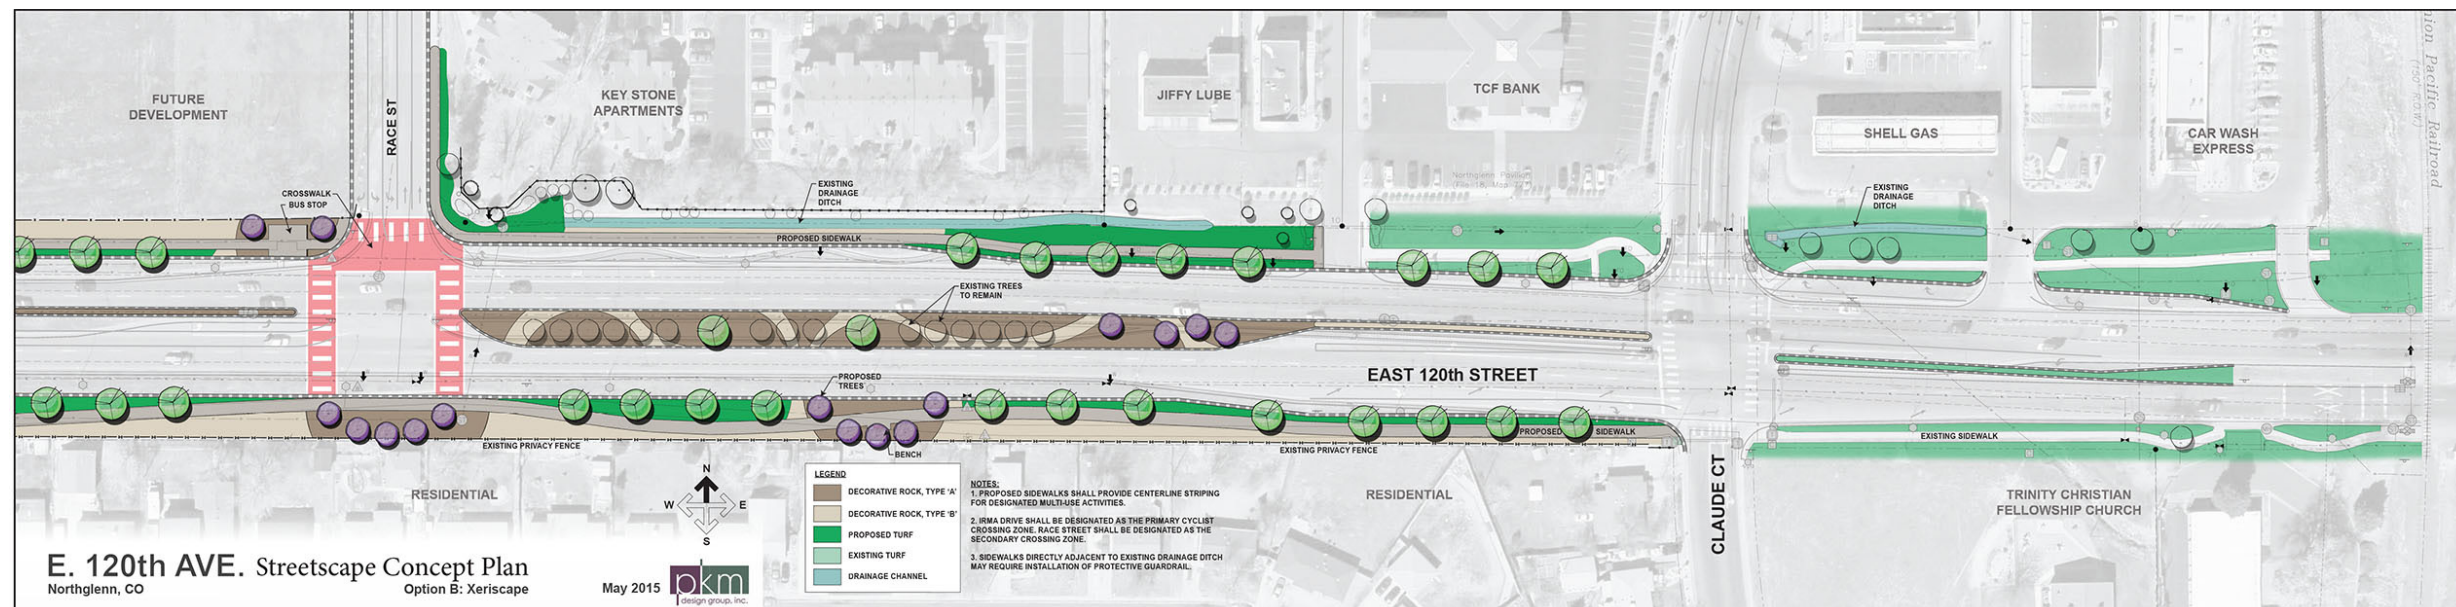 FUTURE
DEVELOPMENT
RACE ST
KEY STONE
APARTMENTS
JIFFY LUBE
TCF BANK
SHELL GAS
CAR WASH
EXPRESS
Union Pacific Railroad
(150' R.O.W.)
CROSSWALK
BUS STOP
EXISTING
DRAINAGE
DITCH
Northglenn Pavilion
EXISTING
DRAINAGE
DITCH
PROPOSED SIDEWALK
EXISTING TREES
TO REMAIN
PROPOSED
TREES
EAST 120th STREET
EXISTING PRIVACY FENCE
BENCH
PROPOSED SIDEWALK
EXISTING PRIVACY FENCE
EXISTING SIDEWALK
RESIDENTIAL
N
W E
S
RESIDENTIAL
CLAUDE CT
TRINITY CHRISTIAN
FELLOWSHIP CHURCH
LEGEND
DECORATIVE ROCK, TYPE 'A'
DECORATIVE ROCK, TYPE 'B'
PROPOSED TURF
EXISTING TURF
DRAINAGE CHANNEL
NOTES:
1. PROPOSED SIDEWALKS SHALL PROVIDE CENTERLINE STRIPING
FOR DESIGNATED MULTI-USE ACTIVITIES.
2. IRMA DRIVE SHALL BE DESIGNATED AS THE PRIMARY CYCLIST
CROSSING ZONE. RACE STREET SHALL BE DESIGNATED AS THE
SECONDARY CROSSING ZONE.
3. SIDEWALKS DIRECTLY ADJACENT TO EXISTING DRAINAGE DITCH
MAY REQUIRE INSTALLATION OF PROTECTIVE GUARDRAIL.
E. 120th AVE. Streetscape Concept Plan
Northglenn, CO
Option B: Xeriscape
May 2015
pkm
design group, inc.